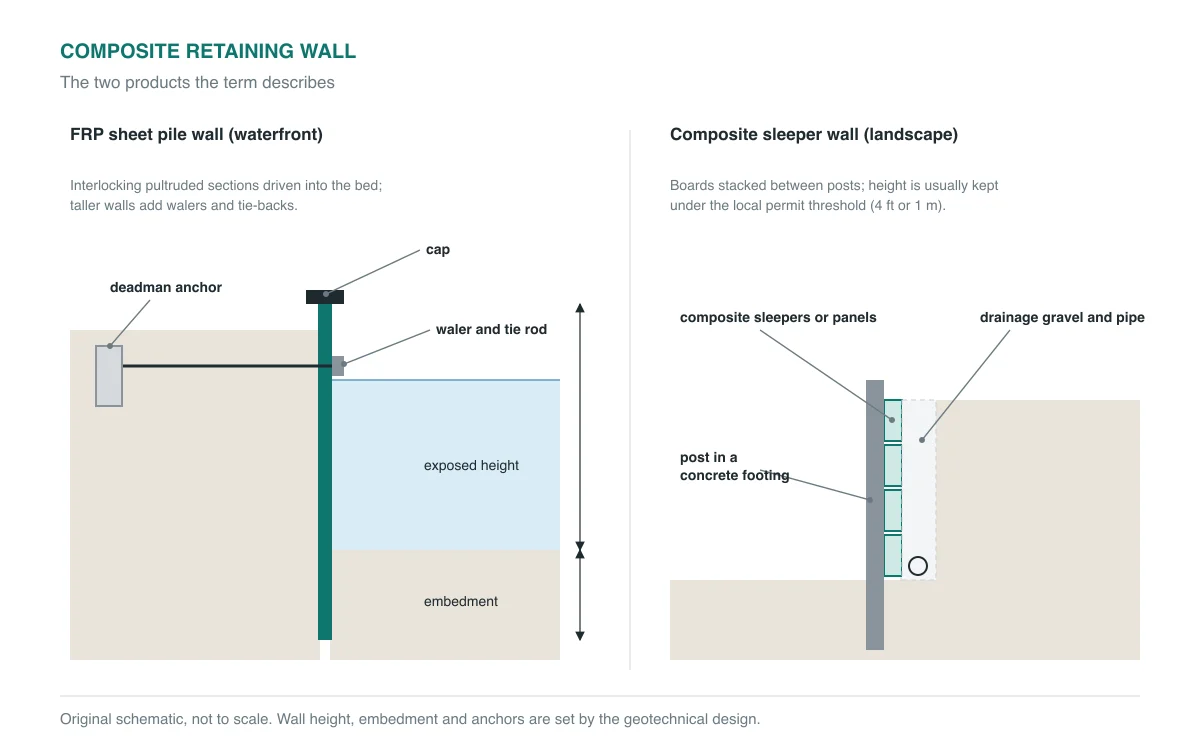 COMPOSITE RETAINING WALL
The two products the term describes
FRP sheet pile wall (waterfront)
Interlocking pultruded sections driven into the bed;
taller walls add walers and tie-backs.
cap
deadman anchor
waler and tie rod
exposed height
embedment
Composite sleeper wall (landscape)
Boards stacked between posts; height is usually kept
under the local permit threshold (4 ft or 1 m).
composite sleepers or panels
drainage gravel and pipe
post in a
concrete footing
Original schematic, not to scale. Wall height, embedment and anchors are set by the geotechnical design.